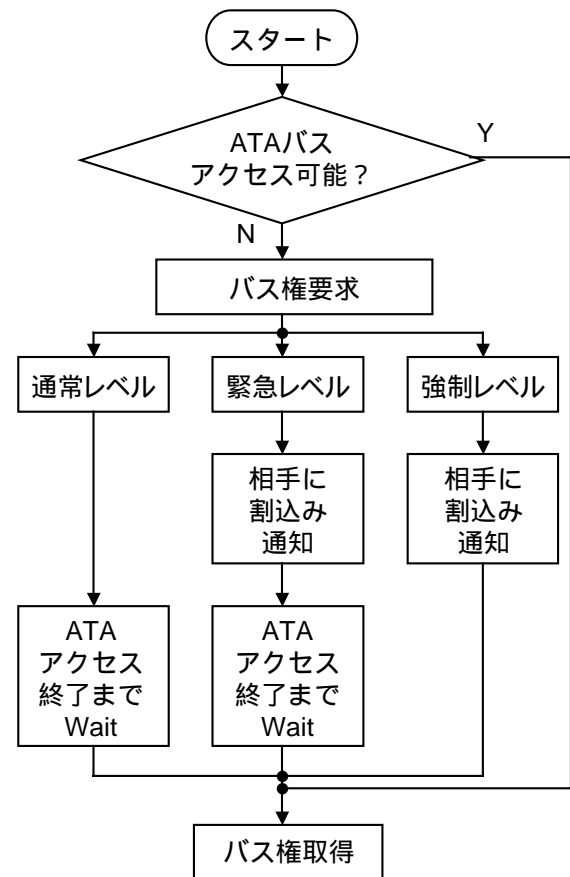 スタート
ATAバス
アクセス可能？
Y
N
バス権要求
通常レベル
緊急レベル
強制レベル
相手に
割込み
通知
相手に
割込み
通知
ATA
アクセス
終了まで
Wait
ATA
アクセス
終了まで
Wait
バス権取得